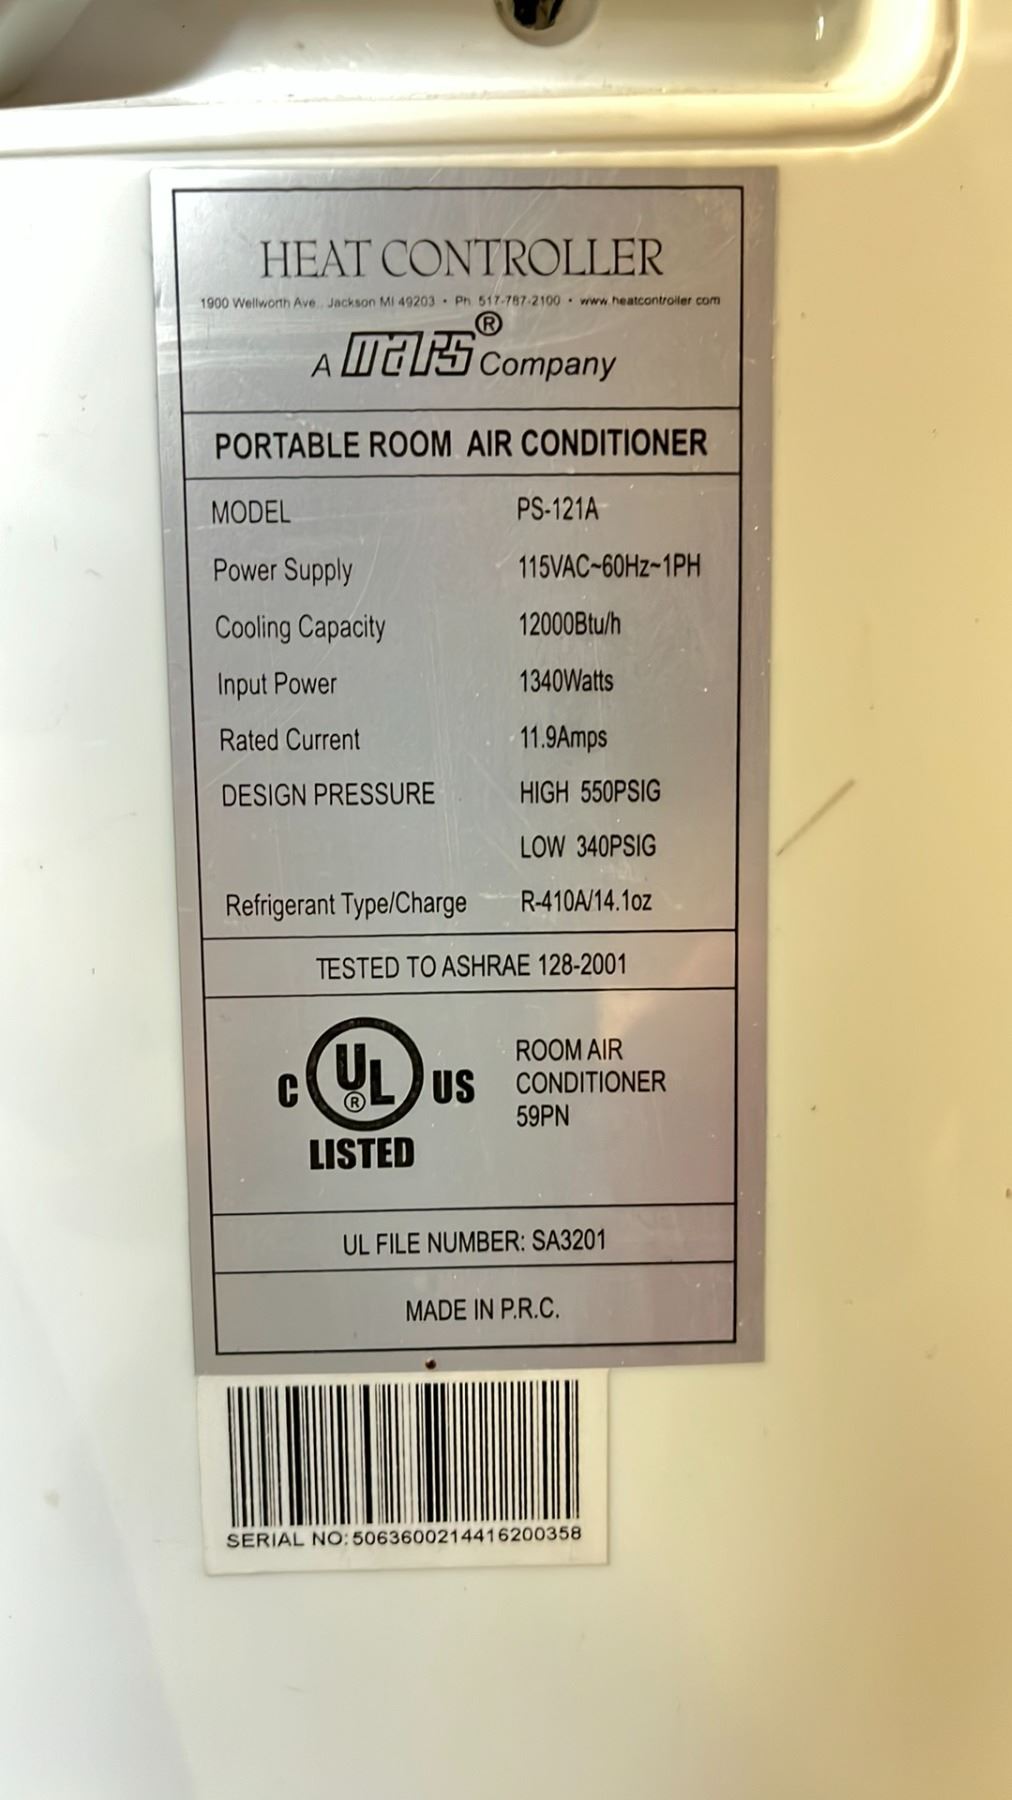 HEAT CONTROLLER
1900 Wellworth Ave., Jackson MI 49203 • Ph. 517-787-2100 • www.heatcontroller.com
A mars® Company
PORTABLE ROOM AIR CONDITIONER
MODEL PS-121A
Power Supply 115VAC~60Hz~1PH
Cooling Capacity 12000Btu/h
Input Power 1340Watts
Rated Current 11.9Amps
DESIGN PRESSURE HIGH 550PSIG
LOW 340PSIG
Refrigerant Type/Charge R-410A/14.1oz
TESTED TO ASHRAE 128-2001
C UL® US
LISTED
ROOM AIR
CONDITIONER
59PN
UL FILE NUMBER: SA3201
MADE IN P.R.C.
SERIAL NO:5063600214416200358